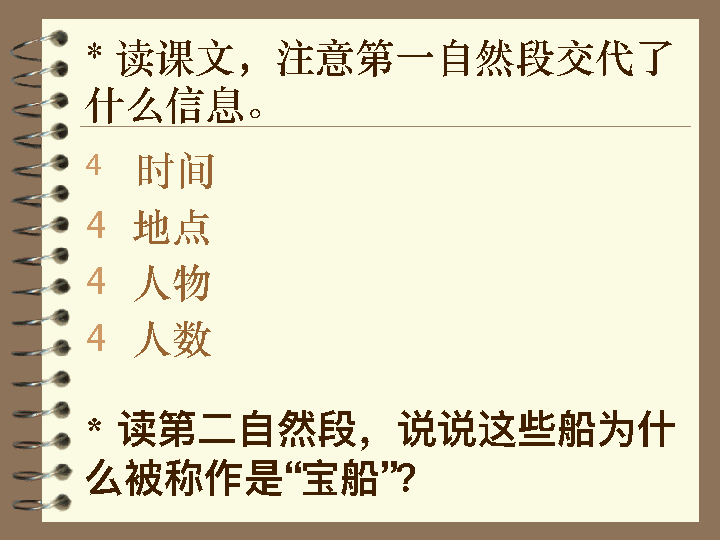 * 读课文，注意第一自然段交代了
什么信息。
4 时间
4 地点
4 人物
4 人数
* 读第二自然段，说说这些船为什
么被称作是“宝船”？